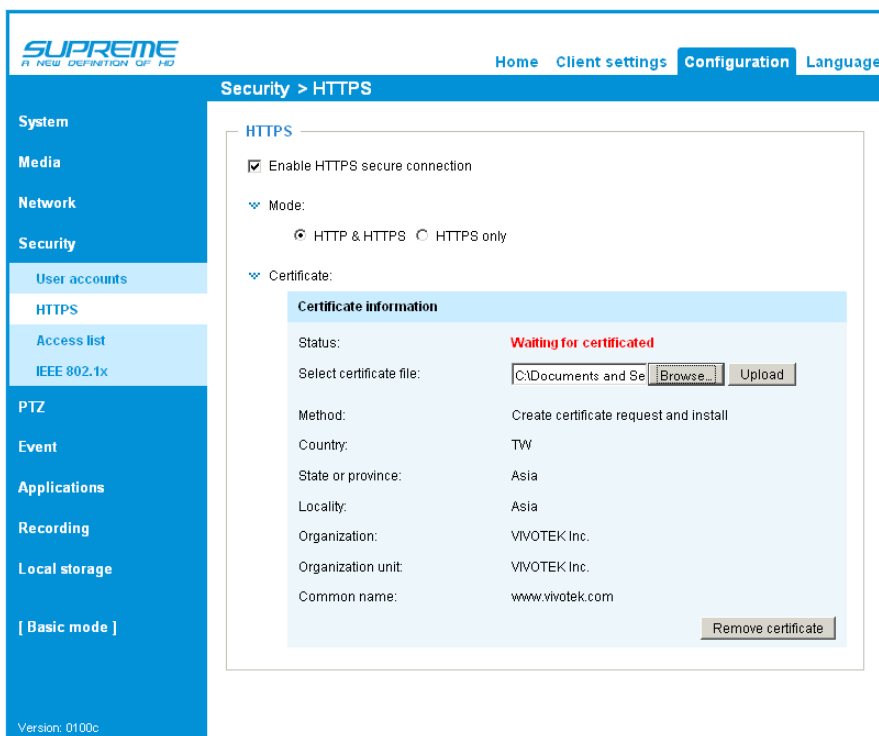 SUPREME
A NEW DEFINITION OF HD
Home Client settings Configuration Language
Security > HTTPS
System
Media
Network
Security
User accounts
HTTPS
Access list
IEEE 802.1x
PTZ
Event
Applications
Recording
Local storage
[ Basic mode ]
Version: 0100c
HTTPS
Enable HTTPS secure connection
Mode:
HTTP & HTTPS HTTPS only
Certificate:
Certificate information
Status: Waiting for certificated
Select certificate file: C:\Documents and Se Browse... Upload
Method: Create certificate request and install
Country: TW
State or province: Asia
Locality: Asia
Organization: VIVOTEK Inc.
Organization unit: VIVOTEK Inc.
Common name: www.vivotek.com
Remove certificate